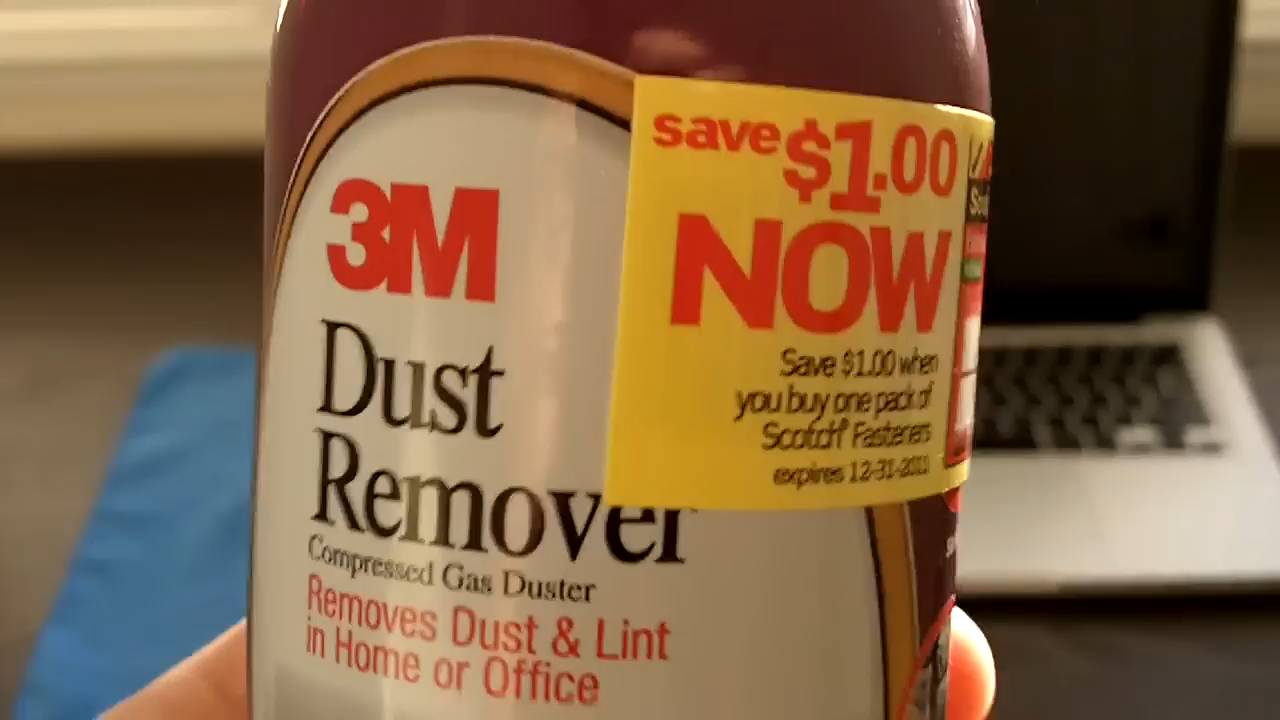 3M
Dust
Remover
Compressed Gas Duster
Removes Dust & Lint
in Home or Office
save $1.00
NOW
Save $1.00 when
you buy one pack of
Scotch® Fasteners
expires 12-31-2011